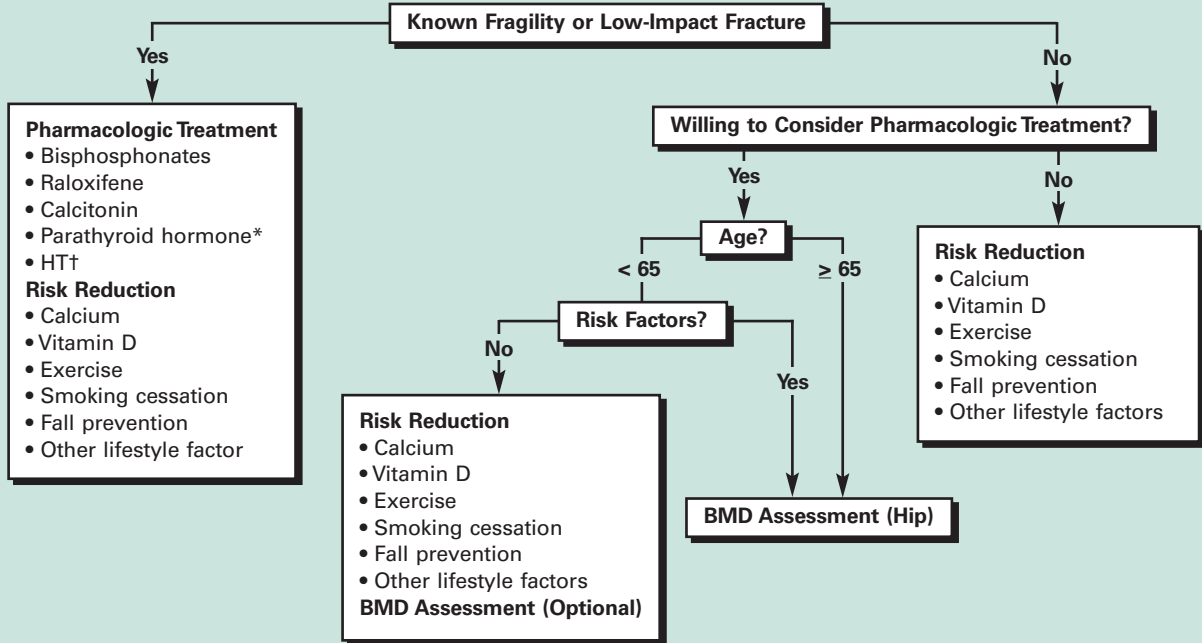 Known Fragility or Low-Impact Fracture
Yes
No
Pharmacologic Treatment
• Bisphosphonates
• Raloxifene
• Calcitonin
• Parathyroid hormone*
• HT†
Risk Reduction
• Calcium
• Vitamin D
• Exercise
• Smoking cessation
• Fall prevention
• Other lifestyle factor
Willing to Consider Pharmacologic Treatment?
Yes
No
Age?
< 65
≥ 65
Risk Reduction
• Calcium
• Vitamin D
• Exercise
• Smoking cessation
• Fall prevention
• Other lifestyle factors
Risk Factors?
No
Yes
Risk Reduction
• Calcium
• Vitamin D
• Exercise
• Smoking cessation
• Fall prevention
• Other lifestyle factors
BMD Assessment (Optional)
BMD Assessment (Hip)